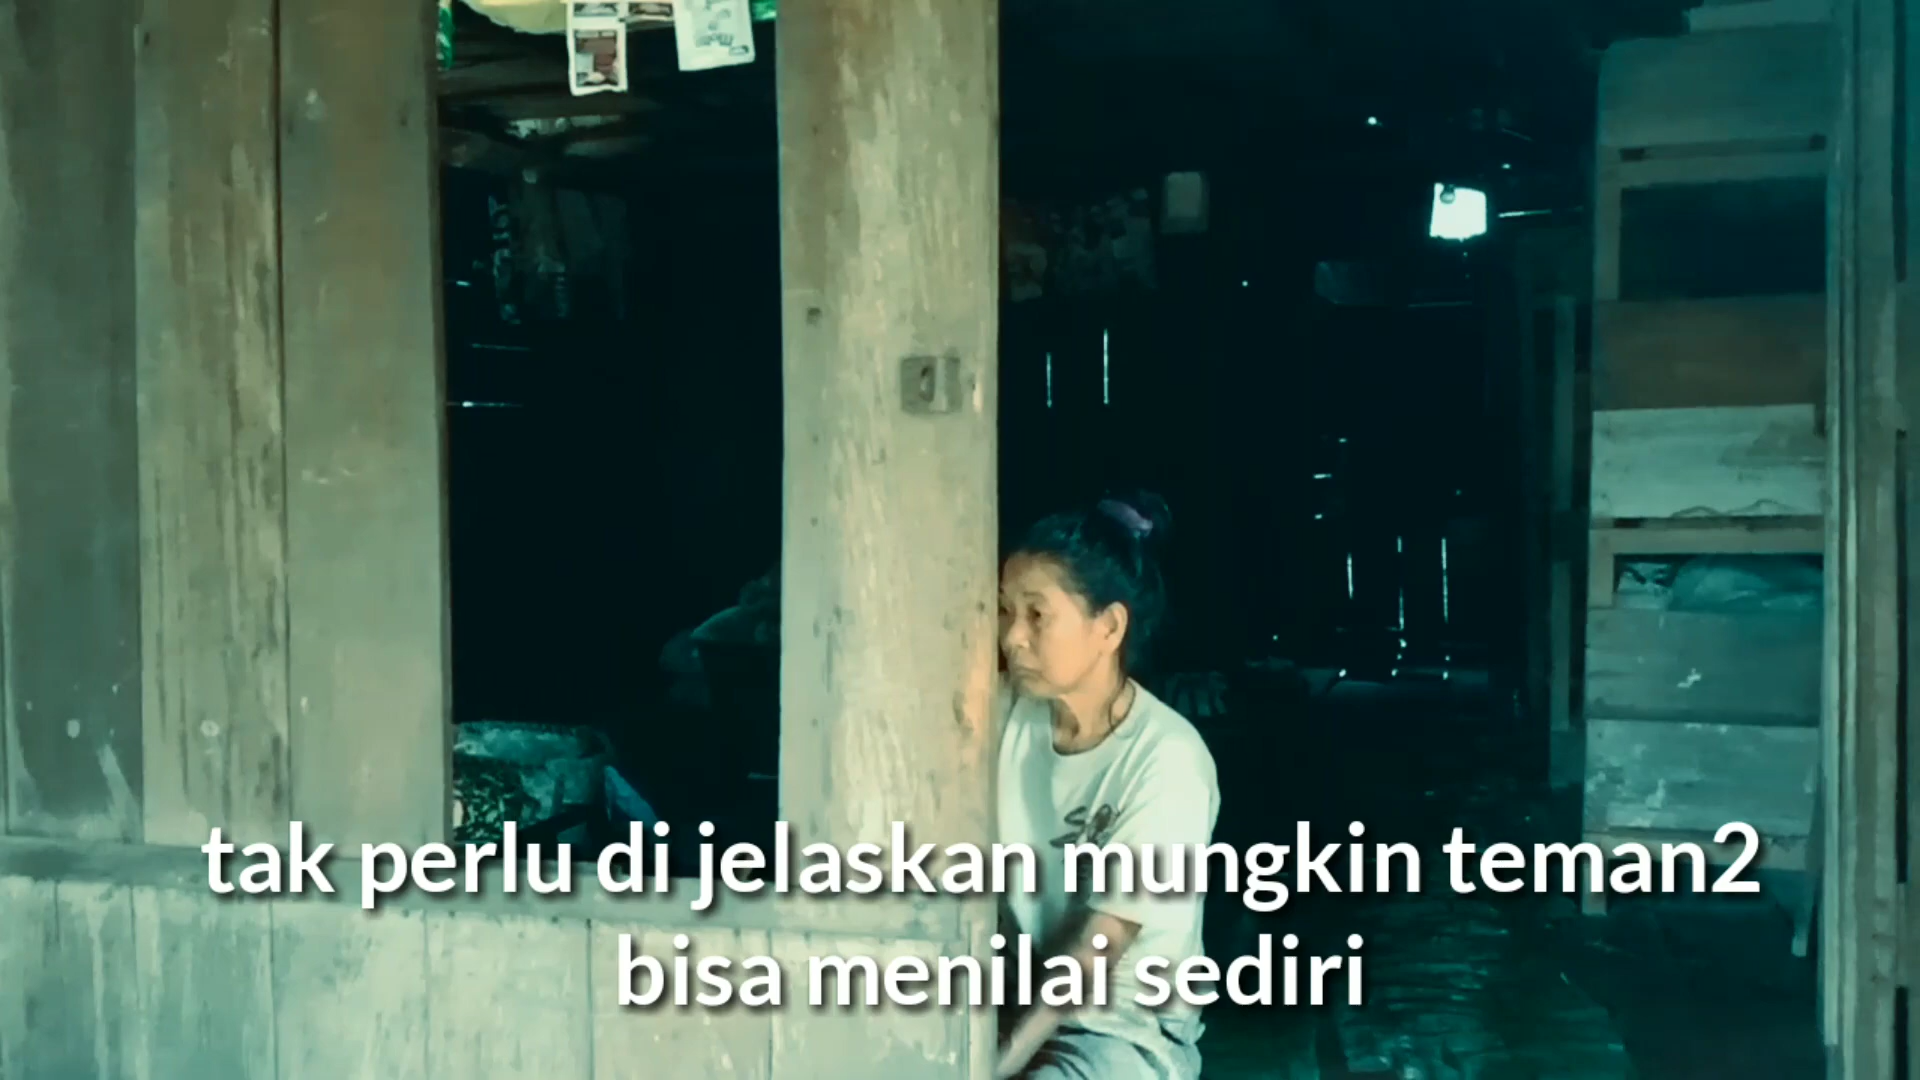 tak perlu di jelaskan mungkin teman2
bisa menilai sediri